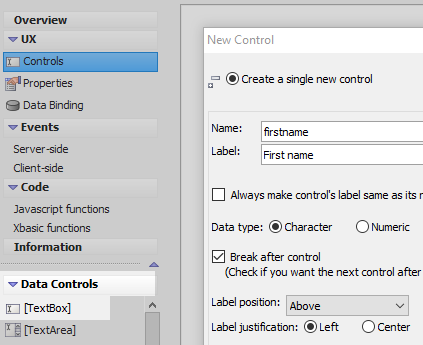 Overview
UX
Controls
Properties
Data Binding
Events
Server-side
Client-side
Code
Javascript functions
Xbasic functions
Information
Data Controls
[TextBox]
[TextArea]
New Control
Create a single new control
Name: firstname
Label: First name
Always make control's label same as its
Data type: Character Numeric
Break after control
(Check if you want the next control after
Label position: Above
Label justification: Left Center